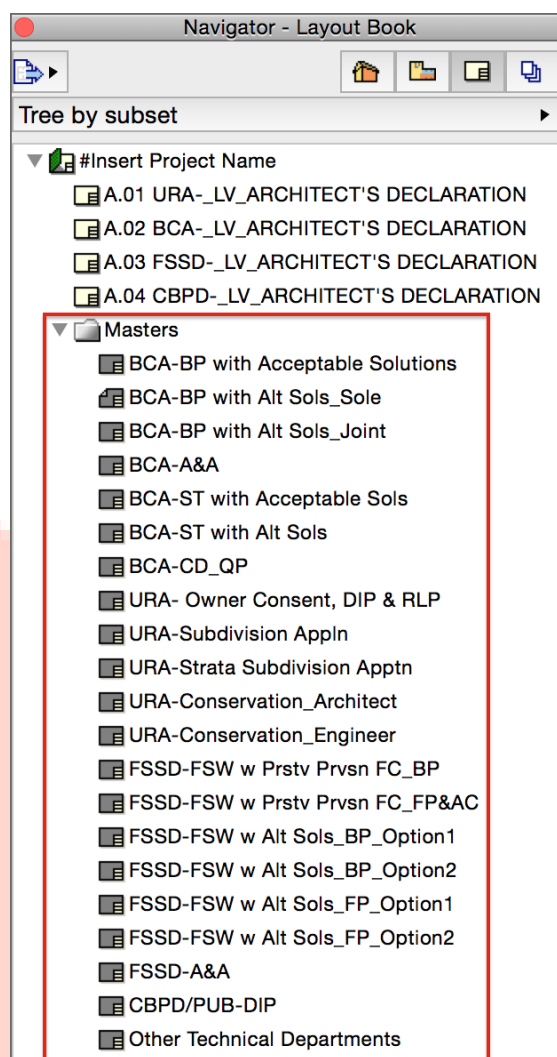 Navigator - Layout Book
Tree by subset
#Insert Project Name
A.01 URA-_LV_ARCHITECT'S DECLARATION
A.02 BCA-_LV_ARCHITECT'S DECLARATION
A.03 FSSD-_LV_ARCHITECT'S DECLARATION
A.04 CBPD-_LV_ARCHITECT'S DECLARATION
Masters
BCA-BP with Acceptable Solutions
BCA-BP with Alt Sols_Sole
BCA-BP with Alt Sols_Joint
BCA-A&A
BCA-ST with Acceptable Sols
BCA-ST with Alt Sols
BCA-CD_QP
URA- Owner Consent, DIP & RLP
URA-Subdivision Appln
URA-Strata Subdivision Apptn
URA-Conservation_Architect
URA-Conservation_Engineer
FSSD-FSW w Prstv Prvsn FC_BP
FSSD-FSW w Prstv Prvsn FC_FP&AC
FSSD-FSW w Alt Sols_BP_Option1
FSSD-FSW w Alt Sols_BP_Option2
FSSD-FSW w Alt Sols_FP_Option1
FSSD-FSW w Alt Sols_FP_Option2
FSSD-A&A
CBPD/PUB-DIP
Other Technical Departments